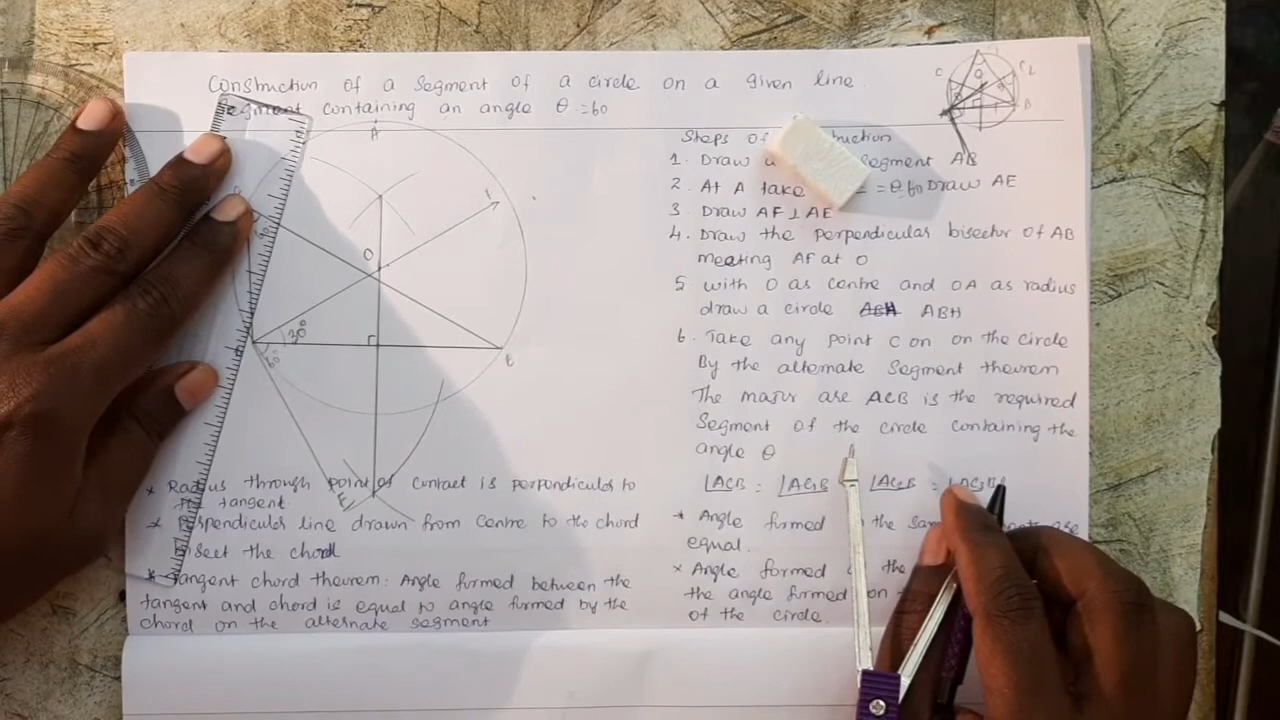 Construction of a Segment of a circle on a given line.
Segment containing an angle θ = 60
Steps of
1. Draw Segment AB
2. At A take = θ 60 Draw AE
3. Draw AF ⊥ AE
4. Draw the perpendicular bisector of AB
meeting AF at O
5 with O as centre and OA as radius
draw a circle ABH
6. Take any point C on on the circle
By the alternate Segment theorem
The major are ACB is the required
Segment of the circle containing the
angle θ
∠ACB = ∠AC1B ∠AC2B = ∠AC3B
* Angle formed the
equal.
* Angle formed the
the angle formed on
of the circle.
A
O
30°
60°
B
E
* Radius through point of contact is perpendicular to
tangent.
* Perpendicular line drawn from centre to the chord
the chord
* Tangent chord theorem: Angle formed between the
tangent and chord is equal to angle formed by the
chord on the alternate segment
C
O
B